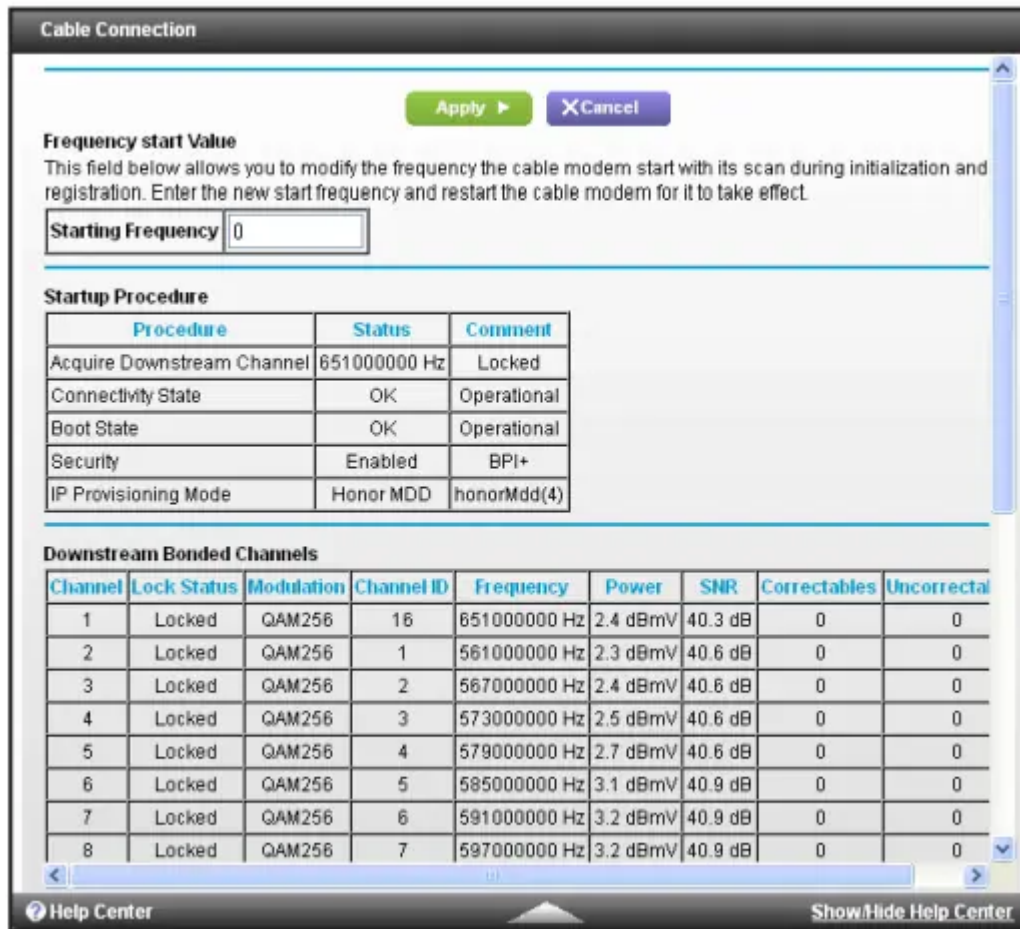 Cable Connection
Apply
Cancel
Frequency start Value
This field below allows you to modify the frequency the cable modem start with its scan during initialization and
registration. Enter the new start frequency and restart the cable modem for it to take effect.
Starting Frequency 0
Startup Procedure
Procedure Status Comment
Acquire Downstream Channel 651000000 Hz Locked
Connectivity State OK Operational
Boot State OK Operational
Security Enabled BPI+
IP Provisioning Mode Honor MDD honorMdd(4)
Downstream Bonded Channels
Channel Lock Status Modulation Channel ID Frequency Power SNR Correctables Uncorrecta
1 Locked QAM256 16 651000000 Hz 2.4 dBmV 40.3 dB 0 0
2 Locked QAM256 1 561000000 Hz 2.3 dBmV 40.6 dB 0 0
3 Locked QAM256 2 567000000 Hz 2.4 dBmV 40.6 dB 0 0
4 Locked QAM256 3 573000000 Hz 2.5 dBmV 40.6 dB 0 0
5 Locked QAM256 4 579000000 Hz 2.7 dBmV 40.6 dB 0 0
6 Locked QAM256 5 585000000 Hz 3.1 dBmV 40.9 dB 0 0
7 Locked QAM256 6 591000000 Hz 3.2 dBmV 40.9 dB 0 0
8 Locked QAM256 7 597000000 Hz 3.2 dBmV 40.9 dB 0 0
Help Center Show/Hide Help Center